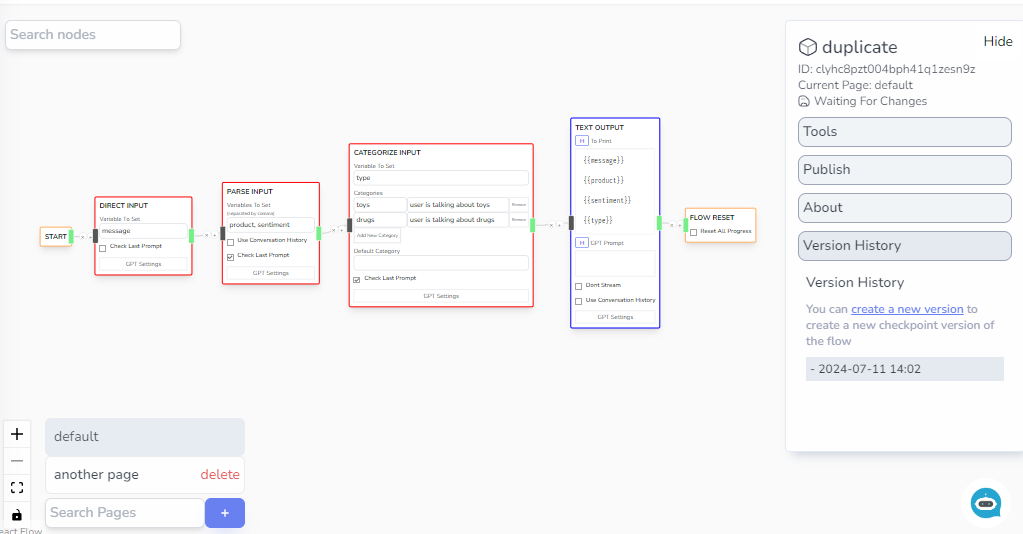 Search nodes
START
DIRECT INPUT
Variable To Set
message
Check Last Prompt
GPT Settings
PARSE INPUT
Variables To Set
(separated by comma)
product, sentiment
Use Conversation History
Check Last Prompt
GPT Settings
CATEGORIZE INPUT
Variable To Set
type
Categories
toys user is talking about toys Remove
drugs user is talking about drugs Remove
Add New Category
Default Category
Check Last Prompt
GPT Settings
TEXT OUTPUT
H To Print
{{message}}
{{product}}
{{sentiment}}
{{type}}
H GPT Prompt
Dont Stream
Use Conversation History
GPT Settings
FLOW RESET
Reset All Progress
duplicate Hide
ID: clyhc8pzt004bph41q1zesn9z
Current Page: default
Waiting For Changes
Tools
Publish
About
Version History
Version History
You can create a new version to
create a new checkpoint version of
the flow
- 2024-07-11 14:02
default
another page delete
Search Pages +
eact Flow